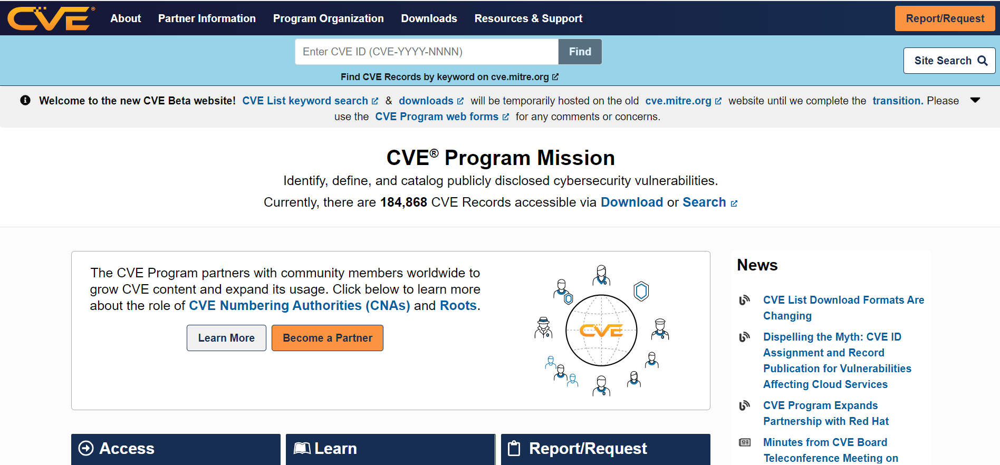 CVE®
About Partner Information Program Organization Downloads Resources & Support Report/Request
Enter CVE ID (CVE-YYYY-NNNN) Find
Site Search
Find CVE Records by keyword on cve.mitre.org
Welcome to the new CVE Beta website! CVE List keyword search & downloads will be temporarily hosted on the old cve.mitre.org website until we complete the transition. Please
use the CVE Program web forms for any comments or concerns.
CVE® Program Mission
Identify, define, and catalog publicly disclosed cybersecurity vulnerabilities.
Currently, there are 184,868 CVE Records accessible via Download or Search
The CVE Program partners with community members worldwide to
grow CVE content and expand its usage. Click below to learn more
about the role of CVE Numbering Authorities (CNAs) and Roots.
Learn More Become a Partner
CVE
News
CVE List Download Formats Are
Changing
Dispelling the Myth: CVE ID
Assignment and Record
Publication for Vulnerabilities
Affecting Cloud Services
CVE Program Expands
Partnership with Red Hat
Minutes from CVE Board
Teleconference Meeting on
Access Learn Report/Request